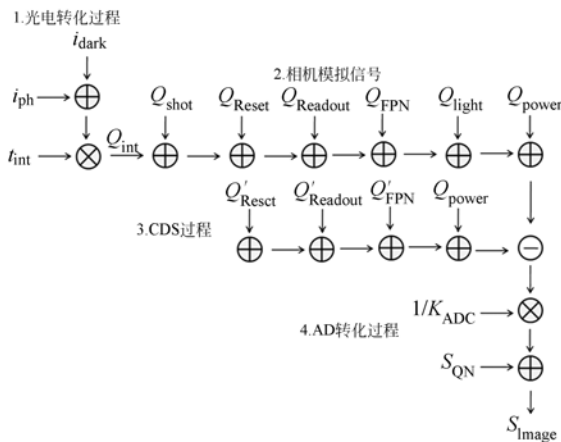 1.光电转化过程
i_dark
i_ph
t_int
Q_int
2.相机模拟信号
Q_shot Q_Reset Q_Readout Q_FPN Q_light Q_power
Q'_Resct Q'_Readout Q'_FPN Q_power
3.CDS过程
1/K_ADC
4.AD转化过程
S_QN
S_Image